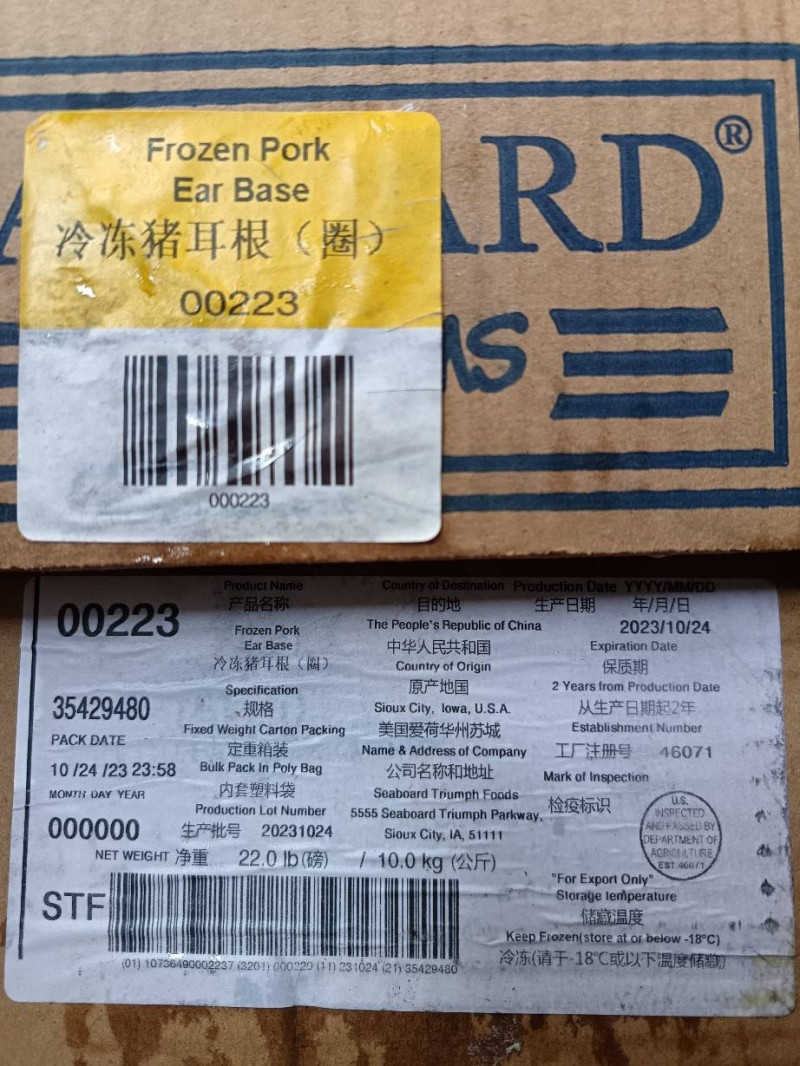 Frozen Pork
Ear Base
冷冻猪耳根（圈）
00223
000223
ARD®
MS
00223
35429480
PACK DATE
10 /24 /23 23:58
MONTH DAY YEAR
000000
Product Name
产品名称
Frozen Pork
Ear Base
冷冻猪耳根（圈）
Specification
规格
Fixed Weight Carton Packing
定重箱装
Bulk Pack In Poly Bag
内套塑料袋
Production Lot Number
生产批号 20231024
Country of Destination
目的地
The People's Republic of China
中华人民共和国
Country of Origin
原产地国
Sioux City, Iowa, U.S.A.
美国爱荷华州苏城
Name & Address of Company
公司名称和地址
Seaboard Triumph Foods
5555 Seaboard Triumph Parkway,
Sioux City, IA, 51111
Production Date YYYY/MM/DD
生产日期 年/月/日
2023/10/24
Expiration Date
保质期
2 Years from Production Date
从生产日期起2年
Establishment Number
工厂注册号 46071
Mark of Inspection
检疫标识
U.S.
INSPECTED
AND PASSED BY
DEPARTMENT OF
AGRICULTURE
EST.46071
NET WEIGHT 净重 22.0 lb(磅) / 10.0 kg (公斤)
"For Export Only"
Storage temperature
储藏温度
Keep Frozen(store at or below -18°C)
冷冻(请于-18℃或以下温度储藏)
STF
(01) 10736490002237 (3201) 000220 (11) 231024 (21) 35429480